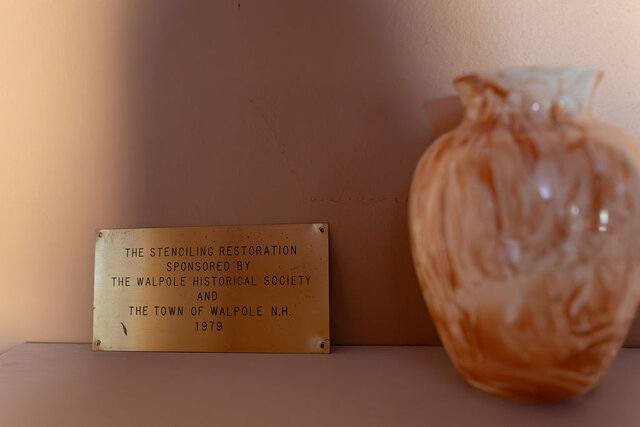 THE STENCILING RESTORATION
SPONSORED BY
THE WALPOLE HISTORICAL SOCIETY
AND
THE TOWN OF WALPOLE N.H.
1979